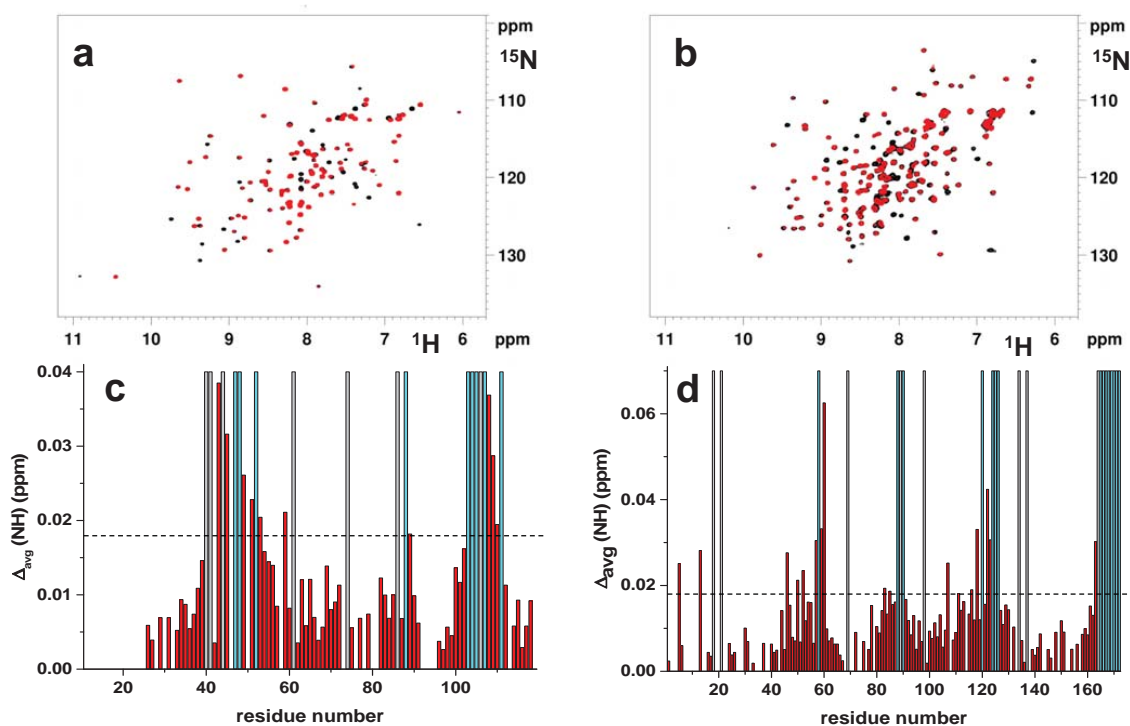 a
ppm
15N
110
120
130
11 10 9 8 7 6 ppm
1H
b
ppm
15N
110
120
130
11 10 9 8 7 ppm
1H
c
0.04
0.03
0.02
0.01
0.00
Δavg (NH) (ppm)
20 40 60 80 100
residue number
d
0.06
0.04
0.02
0.00
Δavg (NH) (ppm)
20 40 60 80 100 120 140 160
residue number